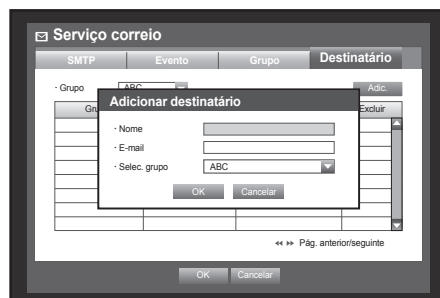 Serviço correio
SMTP Evento Grupo Destinatário
· Grupo ABC Adic.
Excluir
Adicionar destinatário
· Nome
· E-mail
· Selec. grupo ABC
OK Cancelar
Pág. anterior/seguinte
OK Cancelar